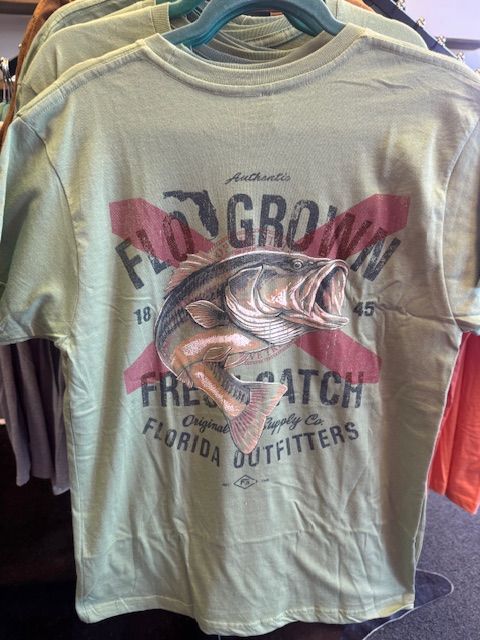 Authentic
FLO GROWN
18 45
FRESH CATCH
Original Supply Co.
FLORIDA OUTFITTERS